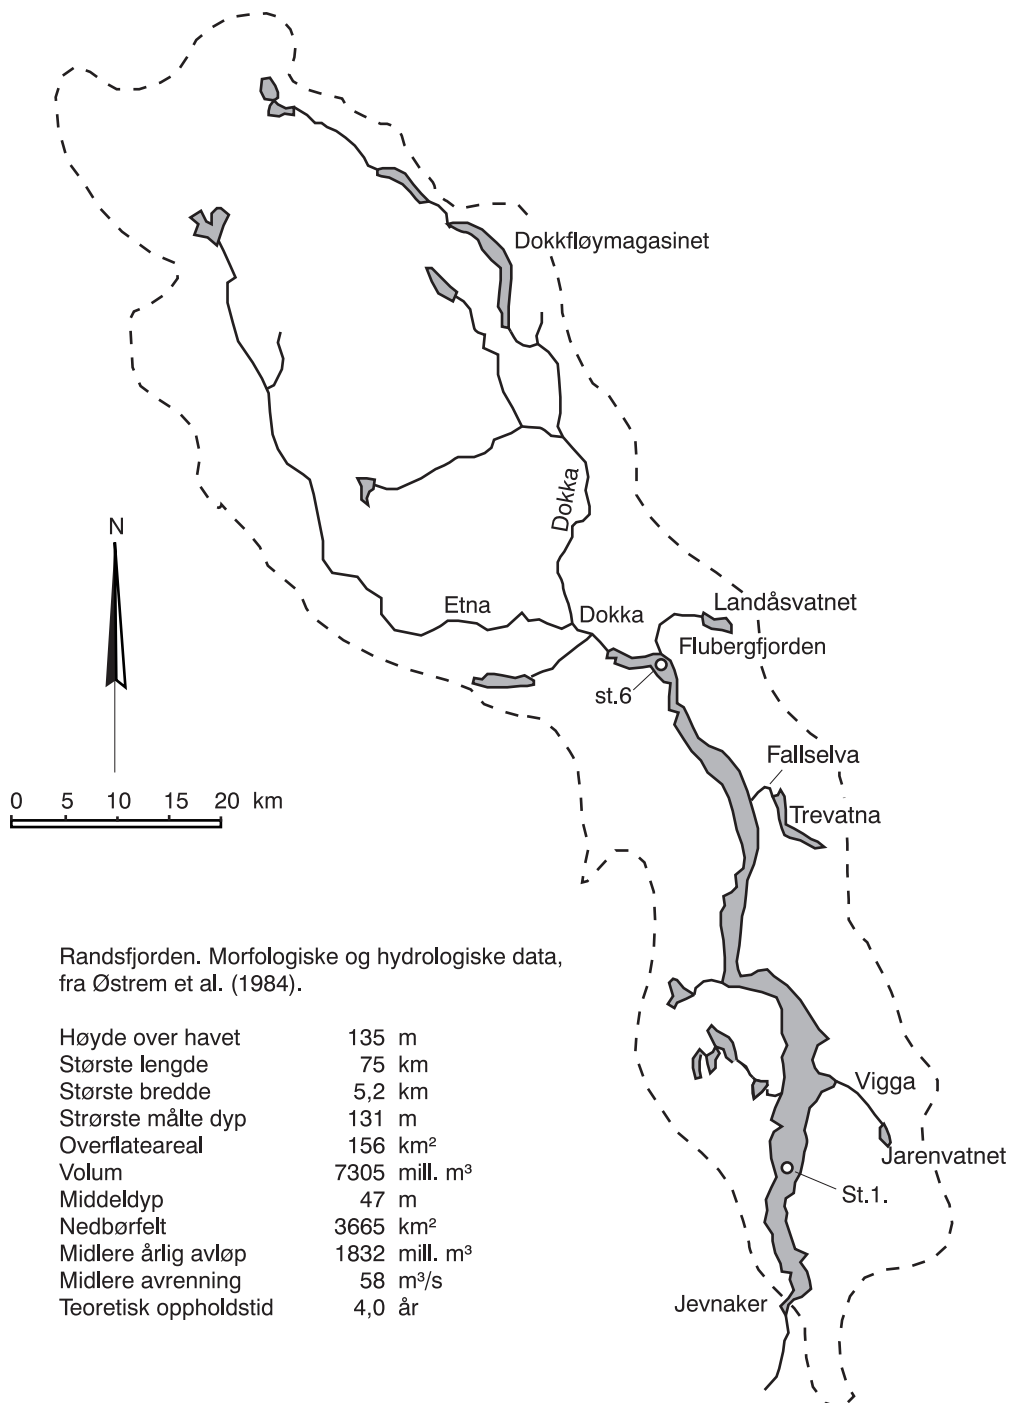 Dokkfløymagasinet
Dokka
N
Etna
Dokka
Landåsvatnet
Flubergfjorden
st.6
Fallselva
0 5 10 15 20 km
Trevatna
Randsfjorden. Morfologiske og hydrologiske data,
fra Østrem et al. (1984).
Høyde over havet 135 m
Største lengde 75 km
Største bredde 5,2 km
Strørste målte dyp 131 m
Overflateareal 156 km²
Volum 7305 mill. m³
Middeldyp 47 m
Nedbørfelt 3665 km²
Midlere årlig avløp 1832 mill. m³
Midlere avrenning 58 m³/s
Teoretisk oppholdstid 4,0 år
Vigga
Jarenvatnet
St.1.
Jevnaker